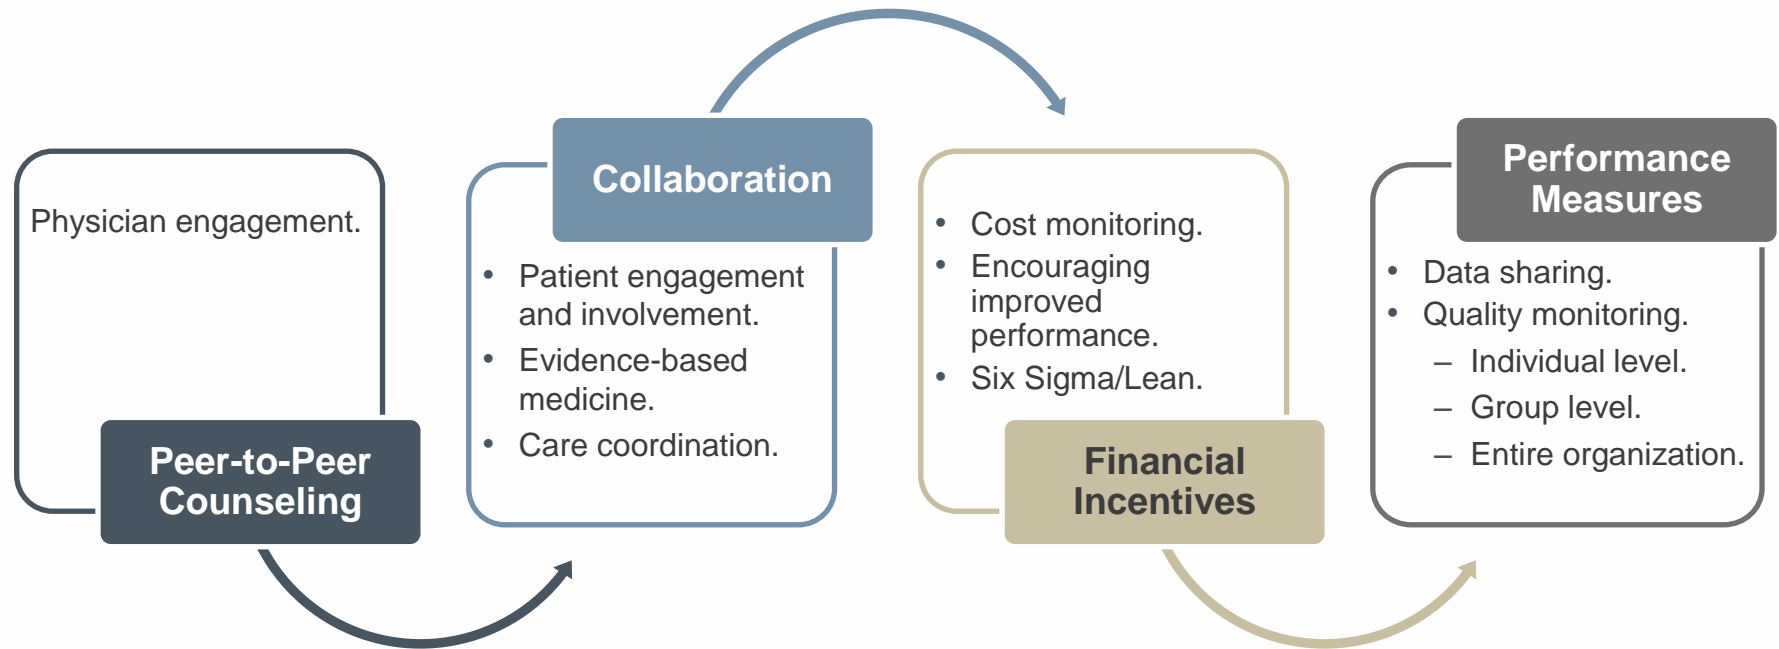 Physician engagement.
Peer-to-Peer
Counseling
Collaboration
• Patient engagement
and involvement.
• Evidence-based
medicine.
• Care coordination.
• Cost monitoring.
• Encouraging
improved
performance.
• Six Sigma/Lean.
Financial
Incentives
Performance
Measures
• Data sharing.
• Quality monitoring.
– Individual level.
– Group level.
– Entire organization.